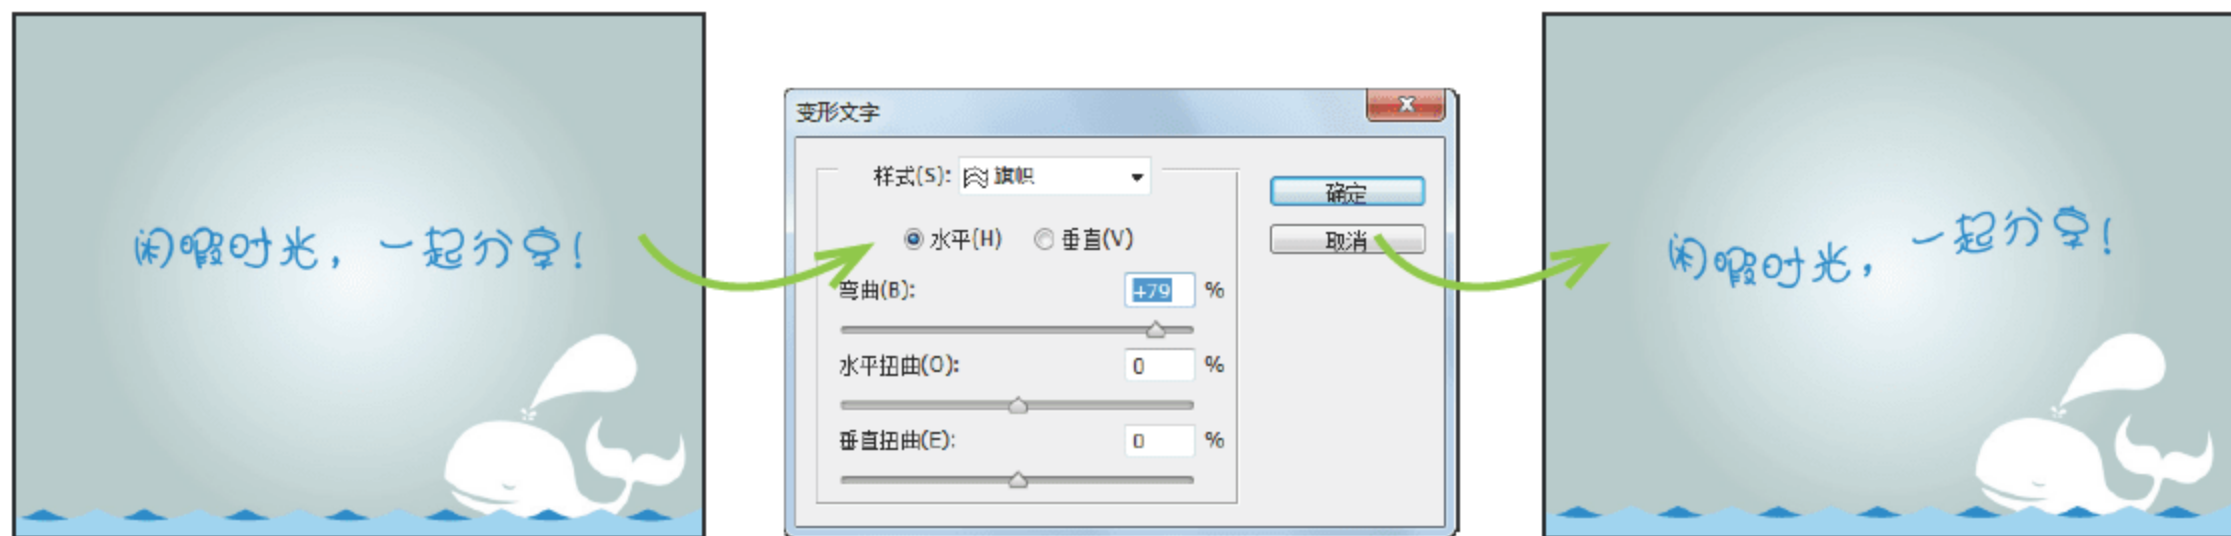 闲暇时光，一起分享！
变形文字
样式(S): 旗帜
水平(H) 垂直(V)
弯曲(B): +79 %
水平扭曲(O): 0 %
垂直扭曲(E): 0 %
确定
取消
闲暇时光，一起分享！